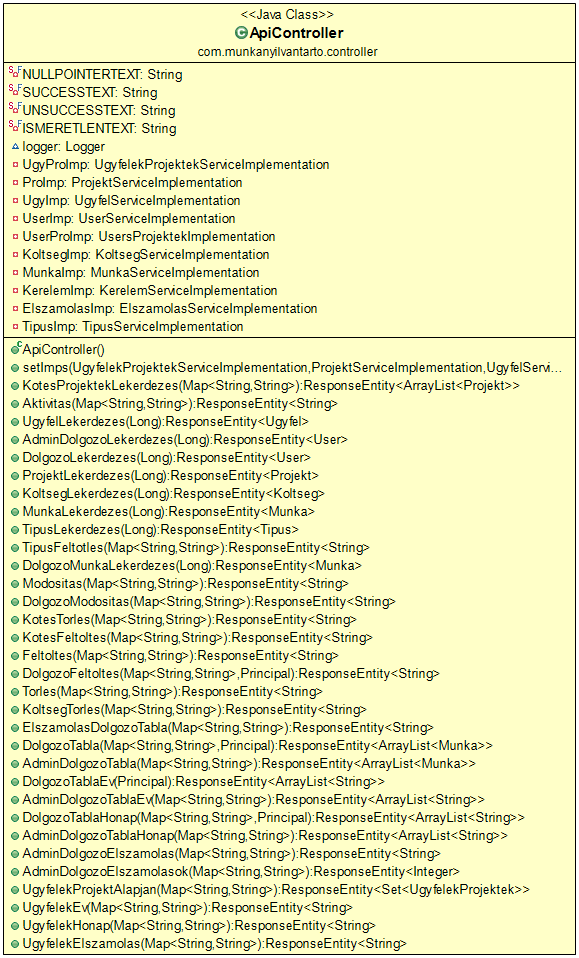 <<Java Class>>
ApiController
com.munkanyilvantarto.controller
NULLPOINTERTEXT: String
SUCCESSTEXT: String
UNSUCCESSTEXT: String
ISMERETLENTEXT: String
logger: Logger
UgyProImp: UgyfelekProjektekServiceImplementation
ProImp: ProjektServiceImplementation
UgyImp: UgyfelServiceImplementation
UserImp: UserServiceImplementation
UserProImp: UsersProjektekImplementation
KoltsegImp: KoltsegServiceImplementation
MunkaImp: MunkaServiceImplementation
KerelemImp: KerelemServiceImplementation
ElszamolasImp: ElszamolasServiceImplementation
TipusImp: TipusServiceImplementation
ApiController()
setImps(UgyfelekProjektekServiceImplementation,ProjektServiceImplementation,UgyfelServi...
KotesProjektekLekerdezes(Map<String,String>):ResponseEntity<ArrayList<Projekt>>
Aktivitas(Map<String,String>):ResponseEntity<String>
UgyfelLekerdezes(Long):ResponseEntity<Ugyfel>
AdminDolgozoLekerdezes(Long):ResponseEntity<User>
DolgozoLekerdezes(Long):ResponseEntity<User>
ProjektLekerdezes(Long):ResponseEntity<Projekt>
KoltsegLekerdezes(Long):ResponseEntity<Koltseg>
MunkaLekerdezes(Long):ResponseEntity<Munka>
TipusLekerdezes(Long):ResponseEntity<Tipus>
TipusFeltotles(Map<String,String>):ResponseEntity<String>
DolgozoMunkaLekerdezes(Long):ResponseEntity<Munka>
Modositas(Map<String,String>):ResponseEntity<String>
DolgozoModositas(Map<String,String>):ResponseEntity<String>
KotesTorles(Map<String,String>):ResponseEntity<String>
KotesFeltoltes(Map<String,String>):ResponseEntity<String>
Feltoltes(Map<String,String>):ResponseEntity<String>
DolgozoFeltoltes(Map<String,String>,Principal):ResponseEntity<String>
Torles(Map<String,String>):ResponseEntity<String>
KoltsegTorles(Map<String,String>):ResponseEntity<String>
ElszamolasDolgozoTabla(Map<String,String>):ResponseEntity<String>
DolgozoTabla(Map<String,String>,Principal):ResponseEntity<ArrayList<Munka>>
AdminDolgozoTabla(Map<String,String>):ResponseEntity<ArrayList<Munka>>
DolgozoTablaEv(Principal):ResponseEntity<ArrayList<String>>
AdminDolgozoTablaEv(Map<String,String>):ResponseEntity<ArrayList<String>>
DolgozoTablaHonap(Map<String,String>,Principal):ResponseEntity<ArrayList<String>>
AdminDolgozoTablaHonap(Map<String,String>):ResponseEntity<ArrayList<String>>
AdminDolgozoElszamolas(Map<String,String>):ResponseEntity<String>
AdminDolgozoElszamolasok(Map<String,String>):ResponseEntity<Integer>
UgyfelekProjektAlapjan(Map<String,String>):ResponseEntity<Set<UgyfelekProjektek>>
UgyfelekEv(Map<String,String>):ResponseEntity<String>
UgyfelekHonap(Map<String,String>):ResponseEntity<String>
UgyfelekElszamolas(Map<String,String>):ResponseEntity<String>